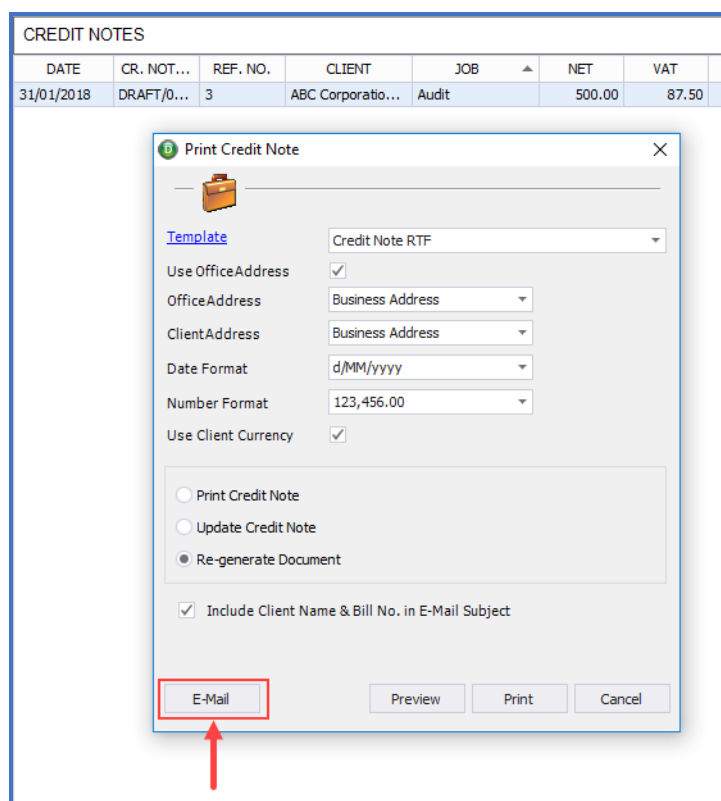 CREDIT NOTES
DATE CR. NOT... REF. NO. CLIENT JOB NET VAT
31/01/2018 DRAFT/0... 3 ABC Corporatio... Audit 500.00 87.50
Print Credit Note
Template Credit Note RTF
Use OfficeAddress
OfficeAddress Business Address
ClientAddress Business Address
Date Format d/MM/yyyy
Number Format 123,456.00
Use Client Currency
Print Credit Note
Update Credit Note
Re-generate Document
Include Client Name & Bill No. in E-Mail Subject
E-Mail Preview Print Cancel